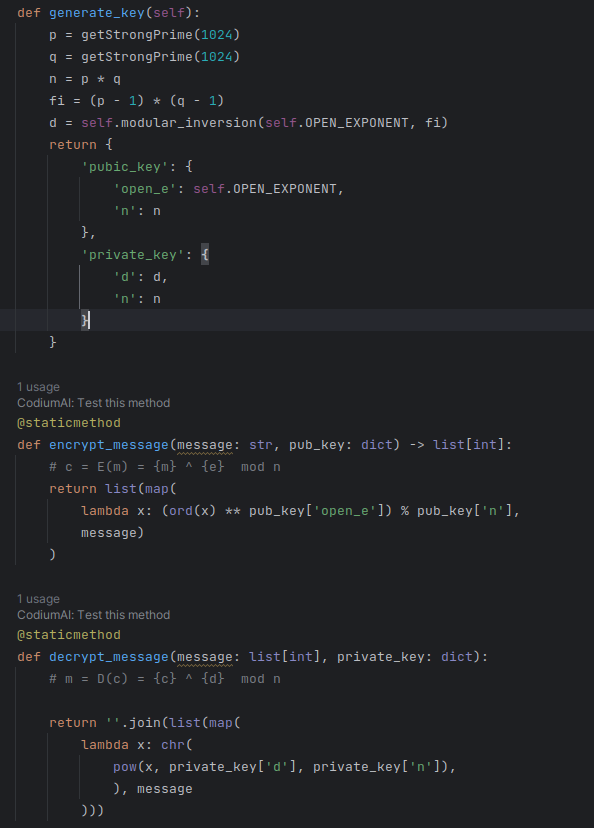 def generate_key(self):
p = getStrongPrime(1024)
q = getStrongPrime(1024)
n = p * q
fi = (p - 1) * (q - 1)
d = self.modular_inversion(self.OPEN_EXPONENT, fi)
return {
'pubic_key': {
'open_e': self.OPEN_EXPONENT,
'n': n
},
'private_key': {
'd': d,
'n': n
}
}
1 usage
CodiumAI: Test this method
@staticmethod
def encrypt_message(message: str, pub_key: dict) -> list[int]:
# c = E(m) = {m} ^ {e}  mod n
return list(map(
lambda x: (ord(x) ** pub_key['open_e']) % pub_key['n'],
message)
)
1 usage
CodiumAI: Test this method
@staticmethod
def decrypt_message(message: list[int], private_key: dict):
# m = D(c) = {c} ^ {d}  mod n
return ''.join(list(map(
lambda x: chr(
pow(x, private_key['d'], private_key['n']),
), message
)))